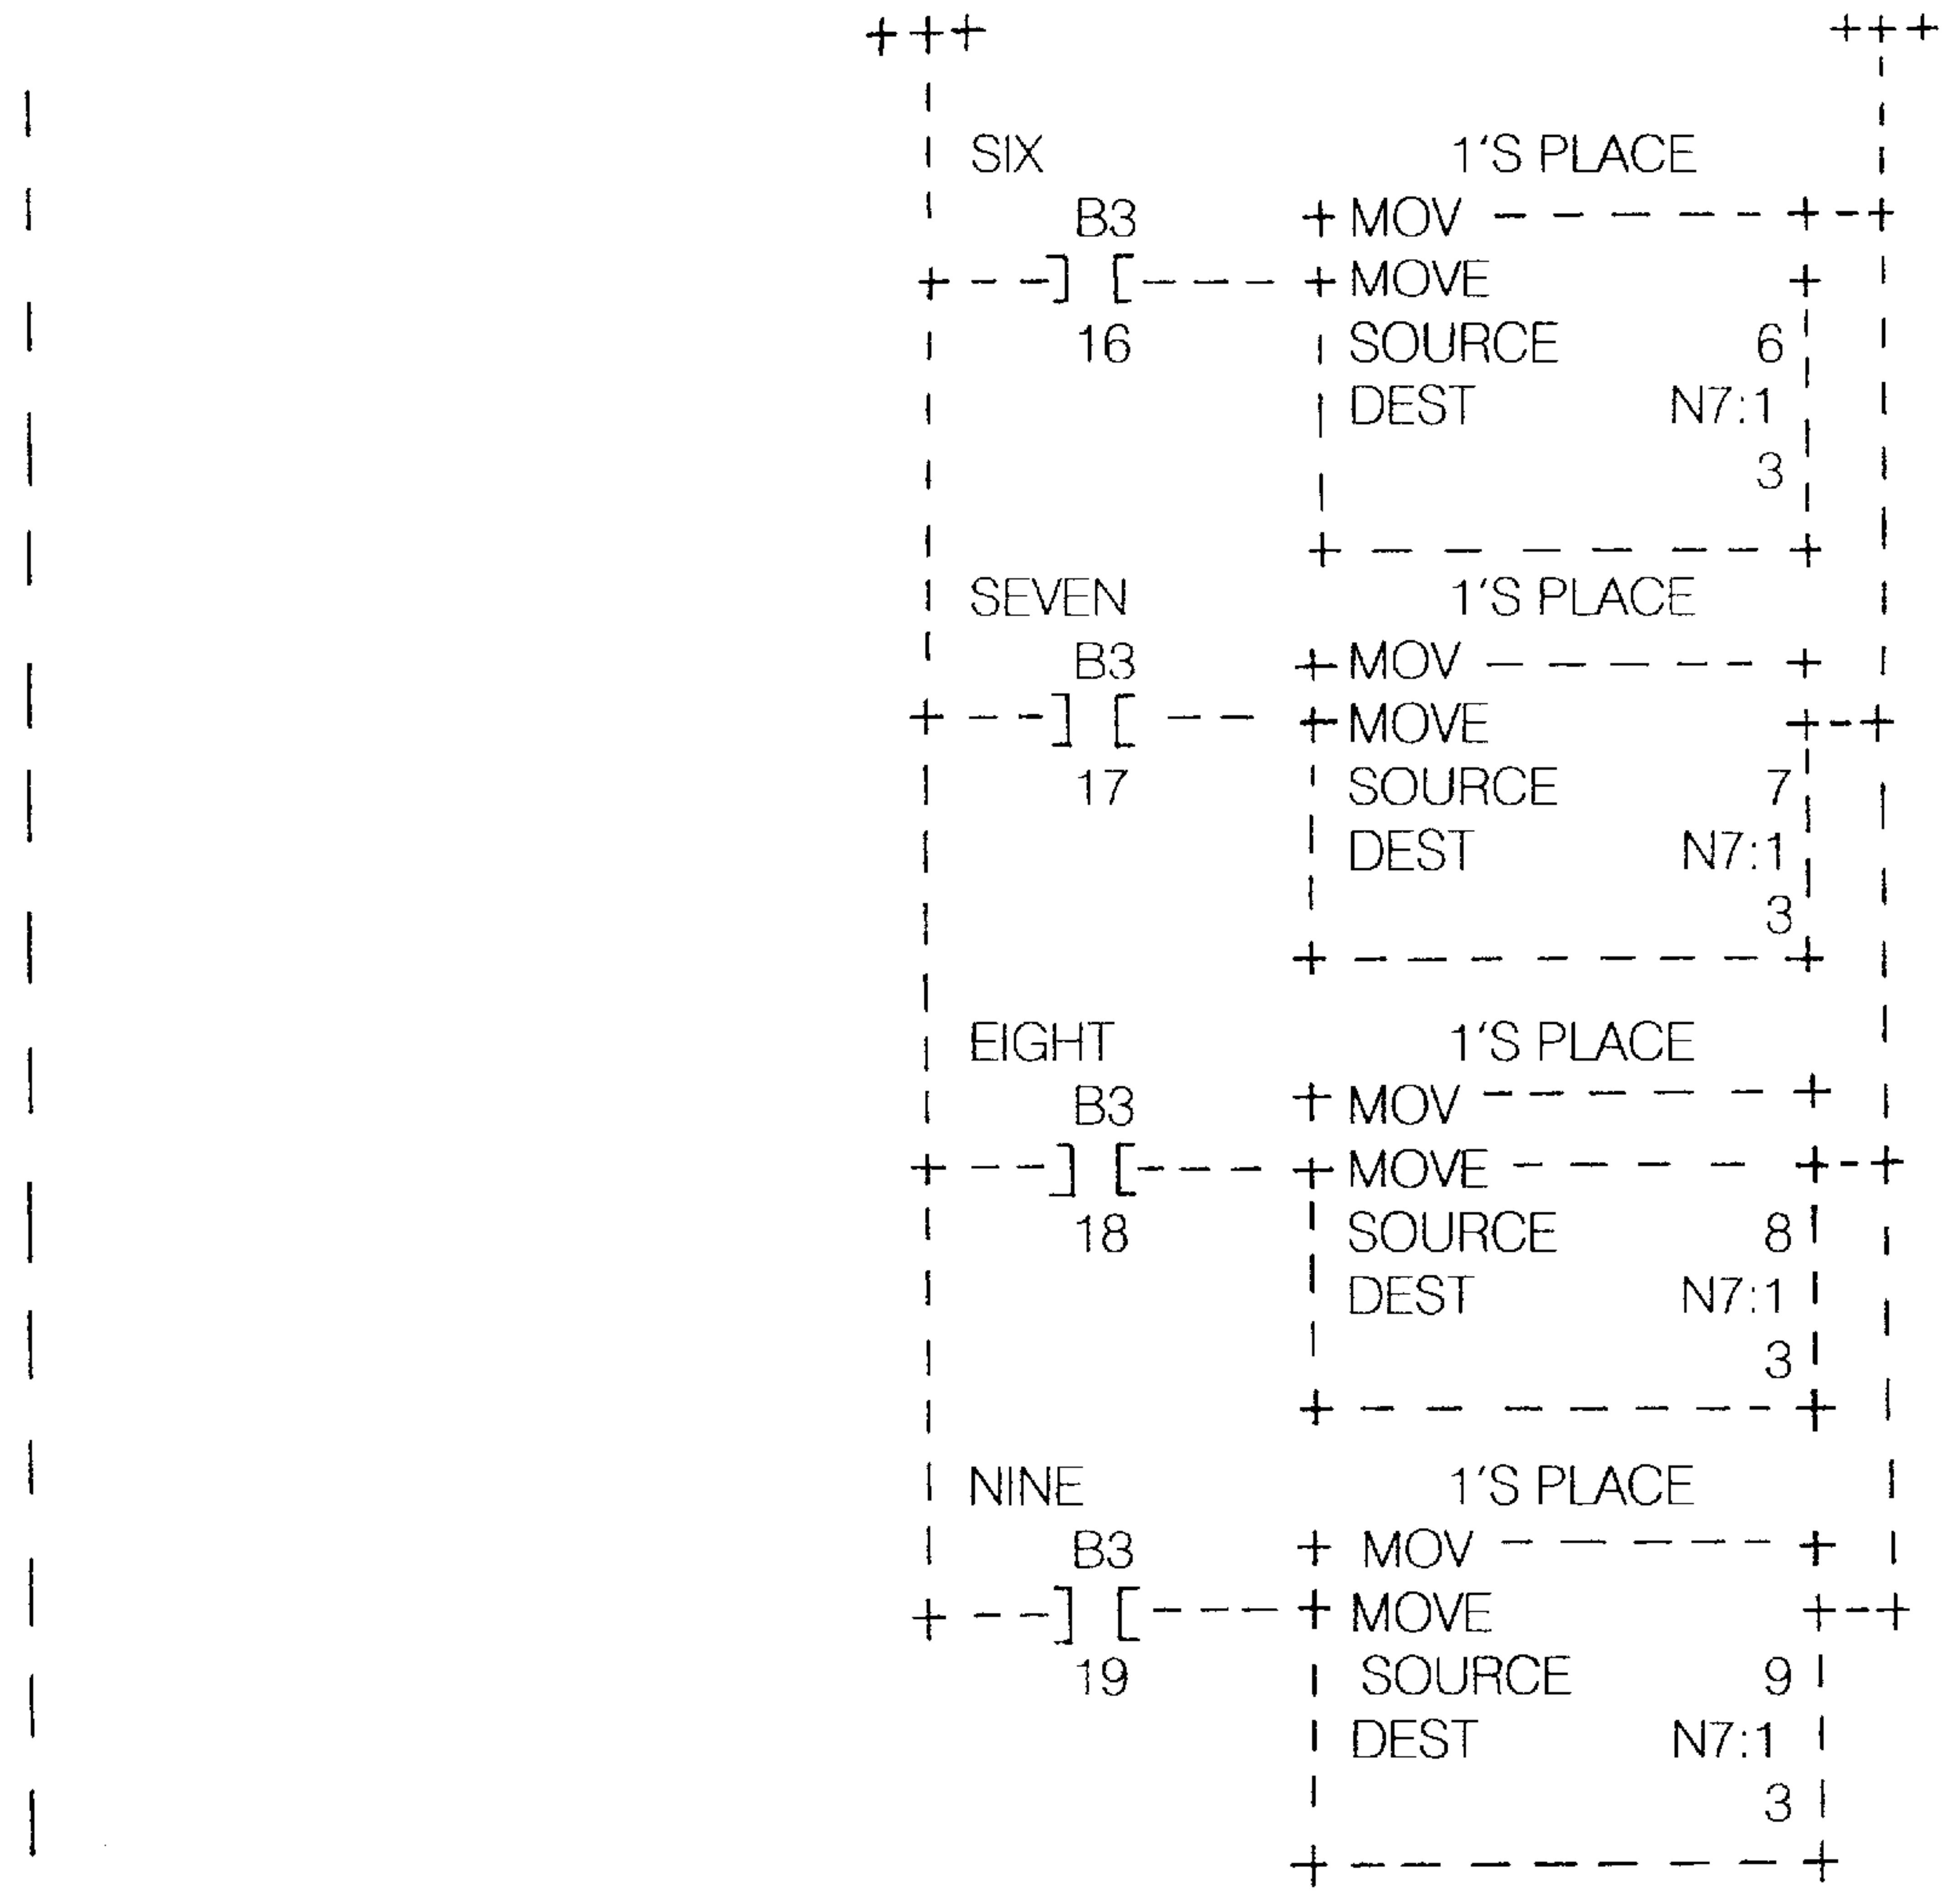 SIX 1'S PLACE
B3 MOV
] [ MOVE
16 SOURCE 6
DEST N7:1
3
SEVEN 1'S PLACE
B3 MOV
] [ MOVE
17 SOURCE 7
DEST N7:1
3
EIGHT 1'S PLACE
B3 MOV
] [ MOVE
18 SOURCE 8
DEST N7:1
3
NINE 1'S PLACE
B3 MOV
] [ MOVE
19 SOURCE 9
DEST N7:1
3